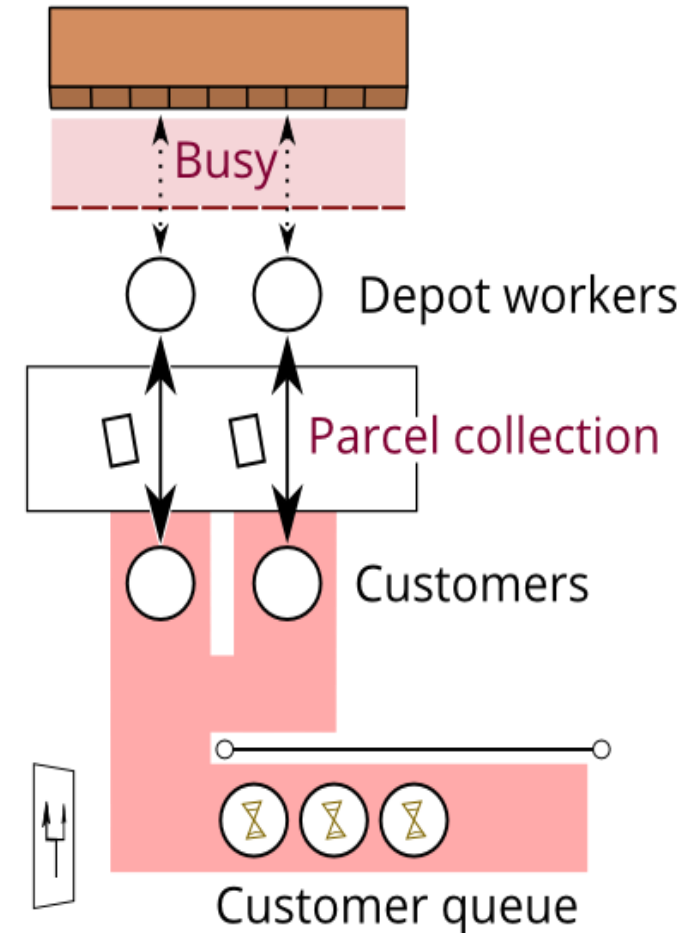 Busy
Depot workers
Parcel collection
Customers
Customer queue